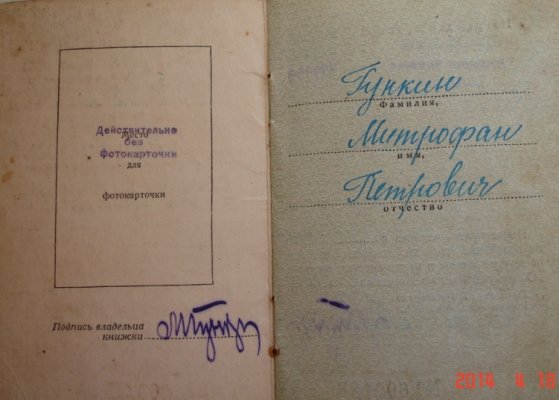 Действительно
Место
без
фотокарточки
для
фотокарточки
Подпись владельца
книжки
Гункин
Фамилия,
Митрофан
имя,
Петрович
отчество
2014 4 18